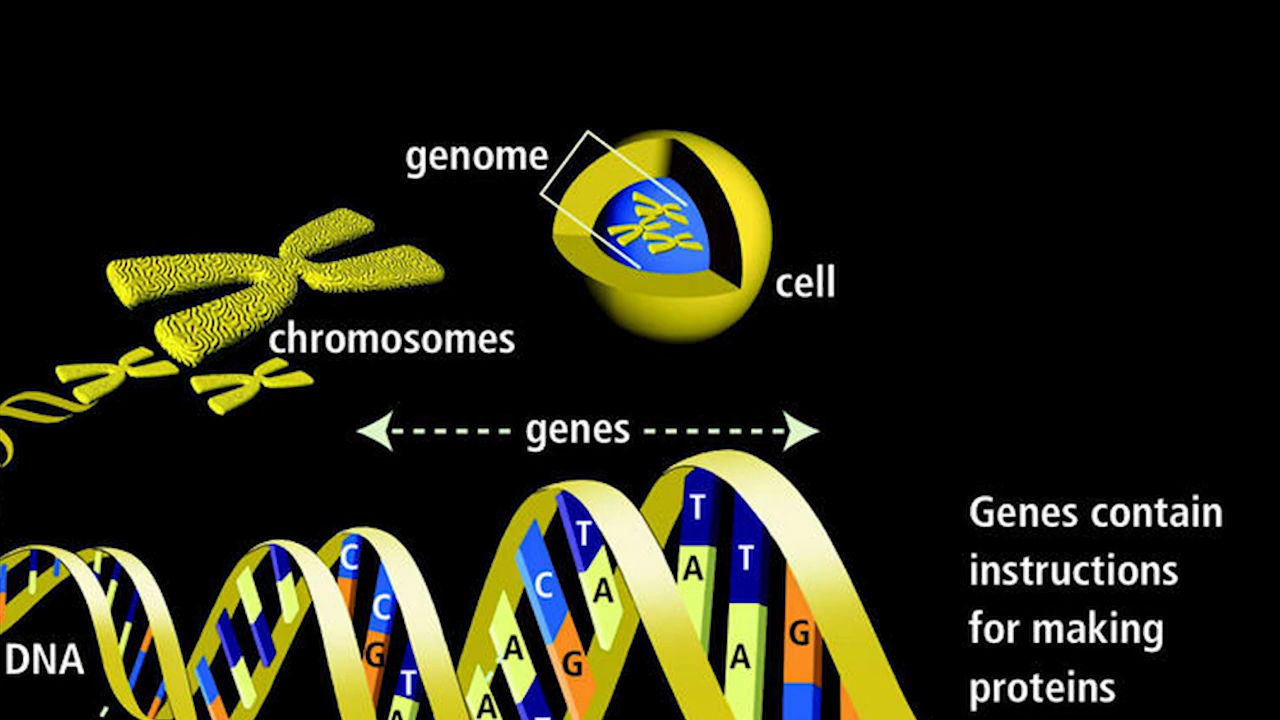 genome
cell
chromosomes
genes
Genes contain
instructions
for making
proteins
DNA
C
C
G
T
A
A
A
C
G
T
A
T
A
T
A
G